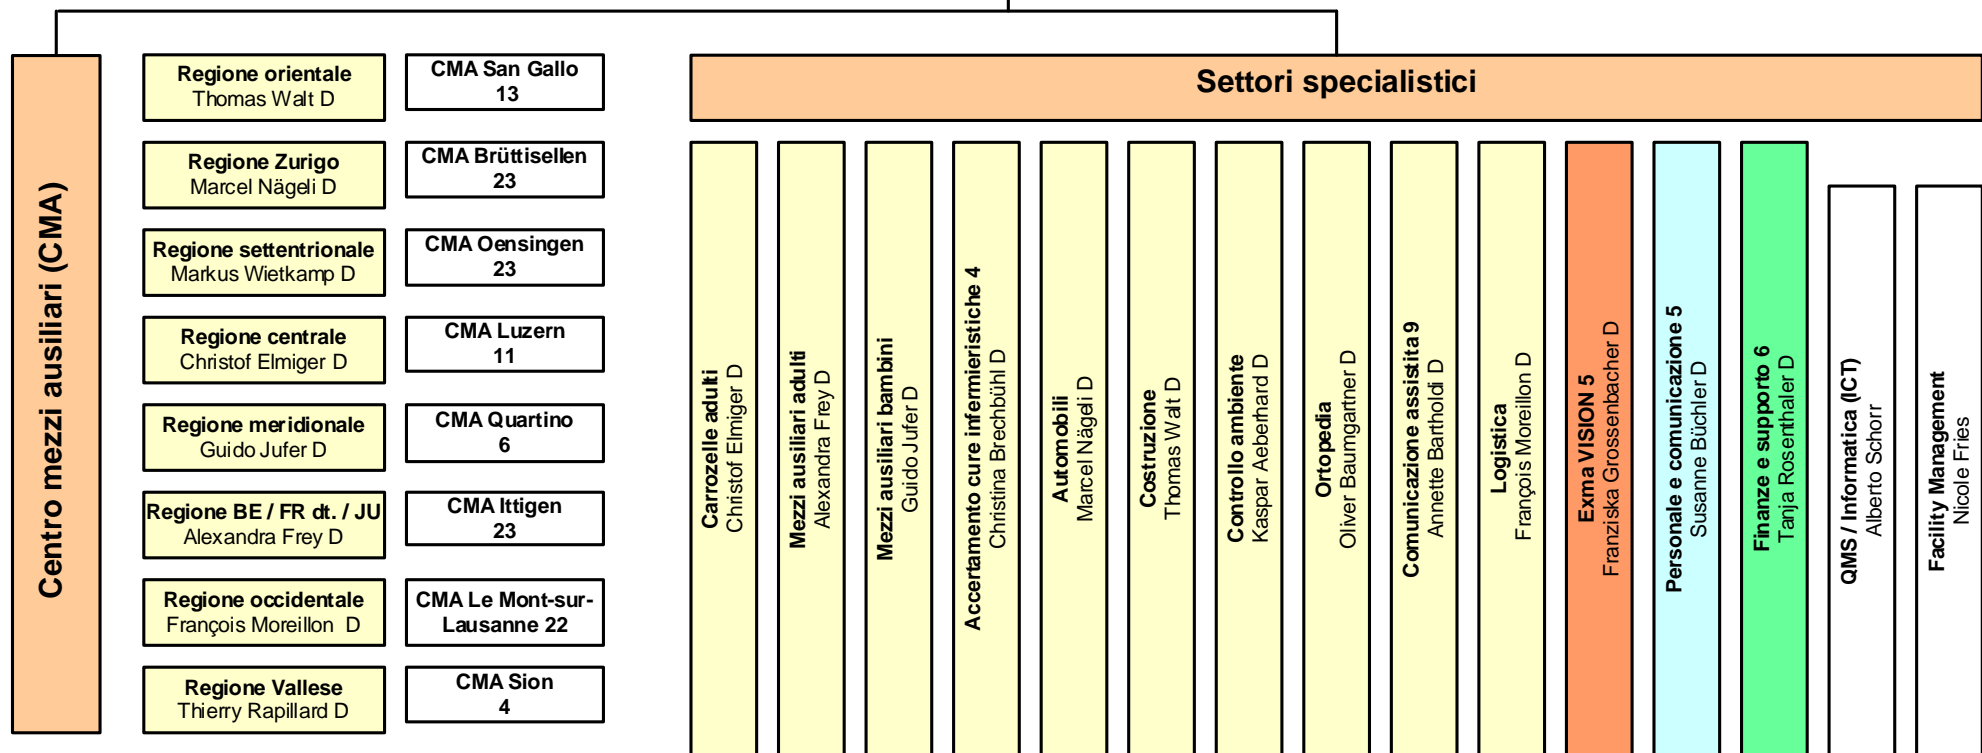 Centro mezzi ausiliari (CMA)
Regione orientale
Thomas Walt D
CMA San Gallo
13
Regione Zurigo
Marcel Nägeli D
CMA Brüttisellen
23
Regione settentrionale
Markus Wietkamp D
CMA Oensingen
23
Regione centrale
Christof Elmiger D
CMA Luzern
11
Regione meridionale
Guido Jufer D
CMA Quartino
6
Regione BE / FR dt. / JU
Alexandra Frey D
CMA Ittigen
23
Regione occidentale
François Moreillon D
CMA Le Mont-sur-
Lausanne 22
Regione Vallese
Thierry Rapillard D
CMA Sion
4
Settori specialistici
Carrozelle adulti
Christof Elmiger D
Mezzi ausiliari adulti
Alexandra Frey D
Mezzi ausiliari bambini
Guido Jufer D
Accertamento cure infermieristiche 4
Christina Brechbühl D
Automobili
Marcel Nägeli D
Costruzione
Thomas Walt D
Controllo ambiente
Kaspar Aeberhard D
Ortopedia
Oliver Baumgartner D
Comunicazione assistita 9
Annette Bartholdi D
Logistica
François Moreillon D
Exma VISION 5
Franziska Grossenbacher D
Personale e comunicazione 5
Susanne Büchler D
Finanze e supporto 6
Tanja Rosenthaler D
QMS / Informatica (ICT)
Alberto Schorr
Facility Management
Nicole Fries